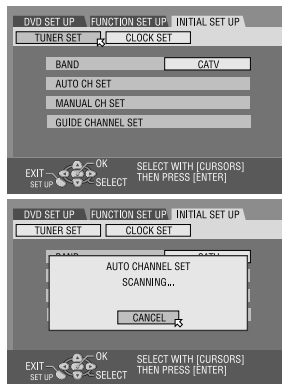 DVD SET UP FUNCTION SET UP INITIAL SET UP
TUNER SET CLOCK SET
BAND CATV
AUTO CH SET
MANUAL CH SET
GUIDE CHANNEL SET
EXIT OK SELECT WITH [CURSORS]
SET UP SELECT THEN PRESS [ENTER]
DVD SET UP FUNCTION SET UP INITIAL SET UP
TUNER SET CLOCK SET
AUTO CHANNEL SET
SCANNING...
CANCEL
EXIT OK SELECT WITH [CURSORS]
SET UP SELECT THEN PRESS [ENTER]